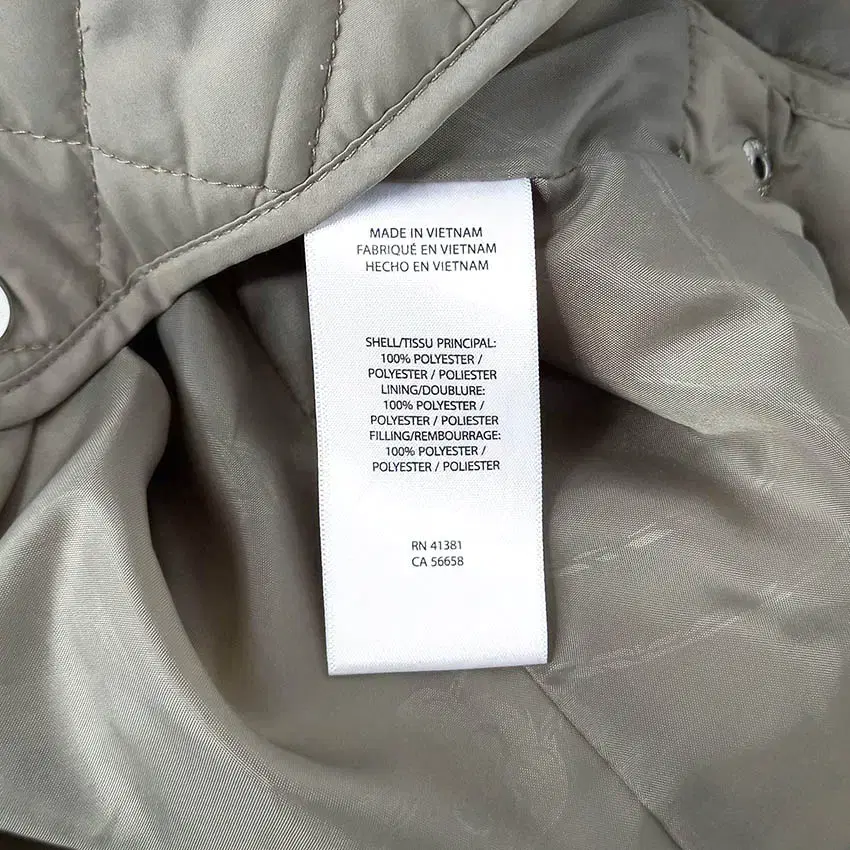 MADE IN VIETNAM
FABRIQUÉ EN VIETNAM
HECHO EN VIETNAM
SHELL/TISSU PRINCIPAL:
100% POLYESTER /
POLYESTER / POLIESTER
LINING/DOUBLURE:
100% POLYESTER /
POLYESTER / POLIESTER
FILLING/REMBOURRAGE:
100% POLYESTER /
POLYESTER / POLIESTER
RN 41381
CA 56658